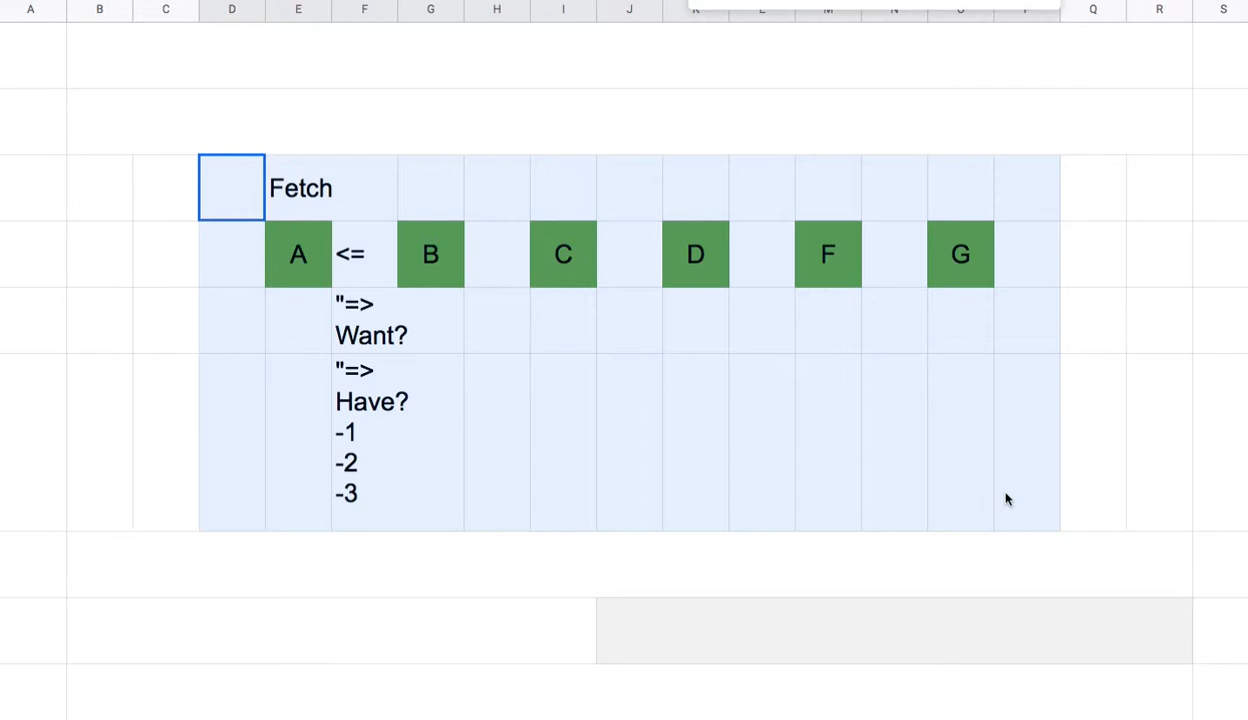 A B C D E F G H I J K L M N O P Q R S
Fetch
A <= B C D F G
"=>
Want?
"=>
Have?
-1
-2
-3